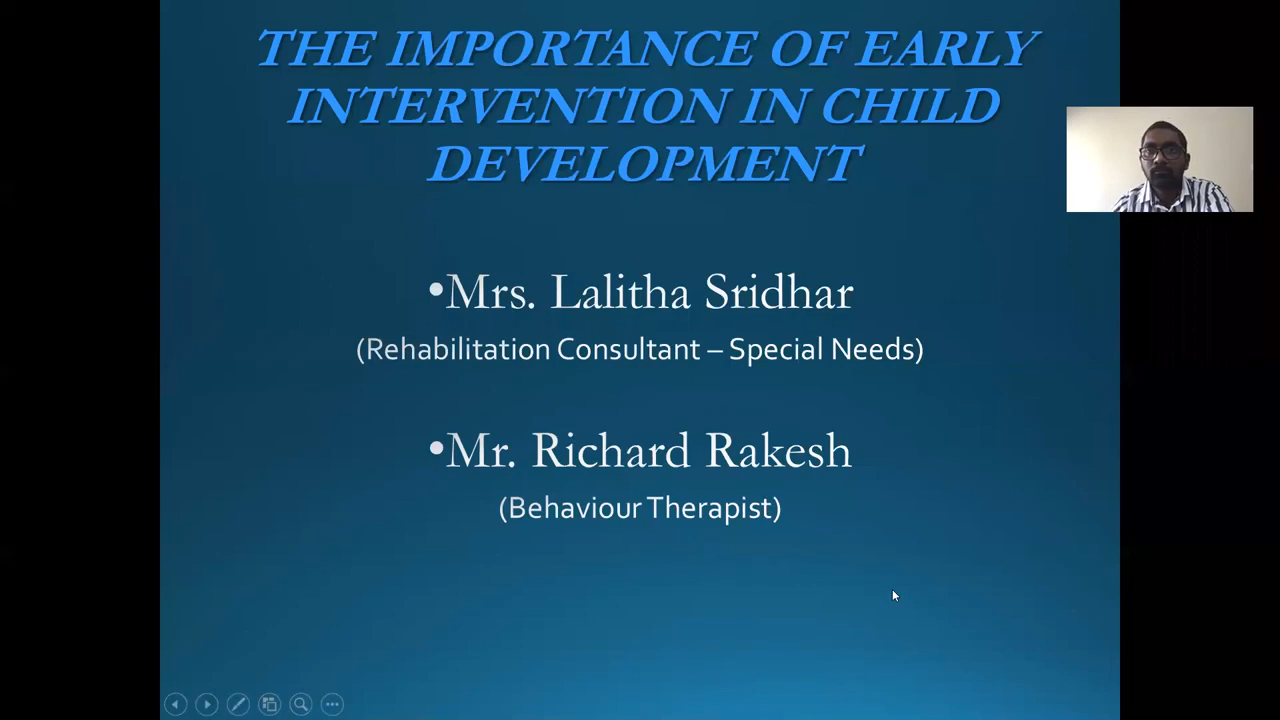 THE IMPORTANCE OF EARLY
INTERVENTION IN CHILD
DEVELOPMENT
•Mrs. Lalitha Sridhar
(Rehabilitation Consultant – Special Needs)
•Mr. Richard Rakesh
(Behaviour Therapist)